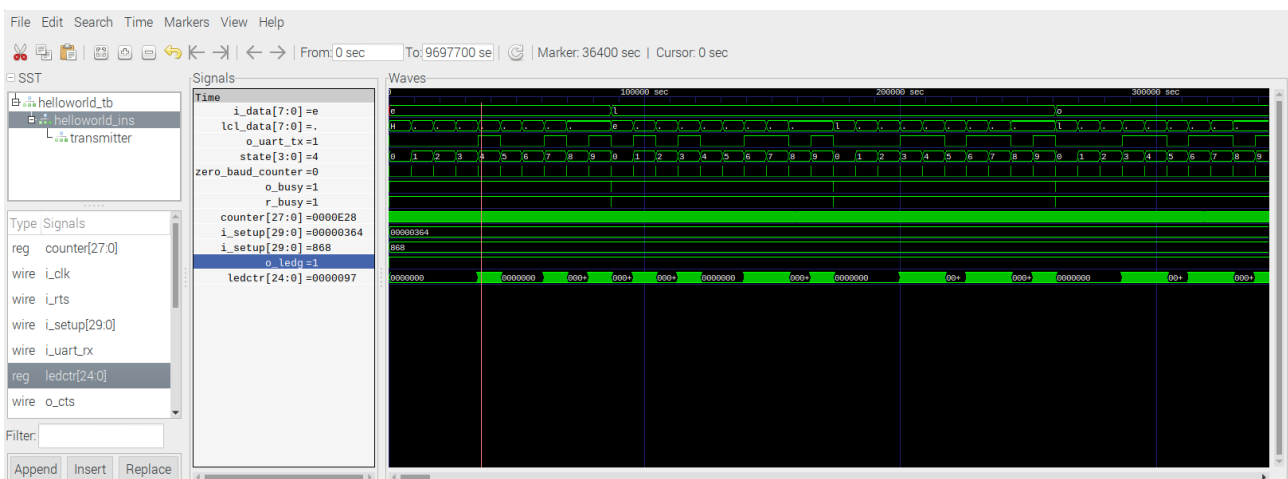 File Edit Search Time Markers View Help
From: 0 sec To: 9697700 se Marker: 36400 sec | Cursor: 0 sec
SST
helloworld_tb
helloworld_ins
transmitter
Type Signals
reg counter[27:0]
wire i_clk
wire i_rts
wire i_setup[29:0]
wire i_uart_rx
reg ledctr[24:0]
wire o_cts
Filter:
Append Insert Replace
Signals
Time
i_data[7:0]=e
lcl_data[7:0]=.
o_uart_tx=1
state[3:0]=4
zero_baud_counter=0
o_busy=1
r_busy=1
counter[27:0]=0000E28
i_setup[29:0]=00000364
i_setup[29:0]=868
o_ledg=1
ledctr[24:0]=0000097
Waves
0 100000 sec 200000 sec 300000 sec
e l o
H . . . . . . . . e . . . . . . . . l . . . . . . . . l . . . . . . . .
0 1 2 3 4 5 6 7 8 9 0 1 2 3 4 5 6 7 8 9 0 1 2 3 4 5 6 7 8 9 0 1 2 3 4 5 6 7 8 9
00000364
868
0000000 0000000 000+ 000+ 000+ 0000000 000+ 0000000 00+ 000+ 0000000 00+ 000+